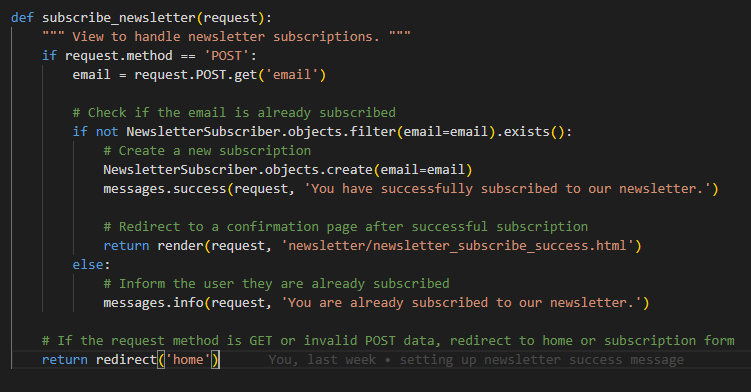 def subscribe_newsletter(request):
    """ View to handle newsletter subscriptions. """
    if request.method == 'POST':
        email = request.POST.get('email')

        # Check if the email is already subscribed
        if not NewsletterSubscriber.objects.filter(email=email).exists():
            # Create a new subscription
            NewsletterSubscriber.objects.create(email=email)
            messages.success(request, 'You have successfully subscribed to our newsletter.')

            # Redirect to a confirmation page after successful subscription
            return render(request, 'newsletter/newsletter_subscribe_success.html')
        else:
            # Inform the user they are already subscribed
            messages.info(request, 'You are already subscribed to our newsletter.')

    # If the request method is GET or invalid POST data, redirect to home or subscription form
    return redirect('home')      You, last week • setting up newsletter success message